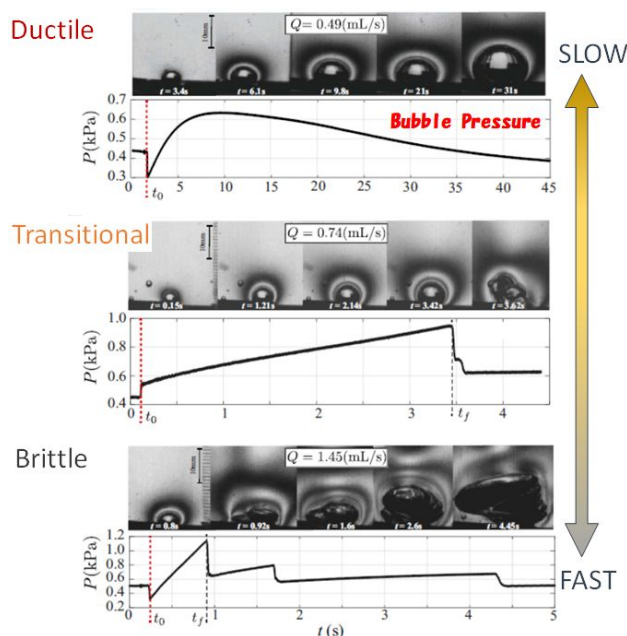 Ductile
10mm
Q = 0.49(mL/s)
t = 3.4s t = 6.1s t = 9.8s t = 21s t = 31s
SLOW
P(kPa)
0.7
0.6
0.5
0.4
0.3
Bubble Pressure
0 t₀ 5 10 15 20 25 30 35 40 45
Transitional
10mm
Q = 0.74(mL/s)
t = 0.15s t = 1.21s t = 2.14s t = 3.42s t = 3.62s
P(kPa)
1.0
0.8
0.6
0.4
0 t₀ 1 2 3 t_f 4
Brittle
10mm
Q = 1.45(mL/s)
t = 0.8s t = 0.92s t = 1.6s t = 2.6s t = 4.45s
P(kPa)
1.2
1.0
0.8
0.6
0.4
0.2
0 t₀ t_f 1 2 3 4 5
t(s)
FAST